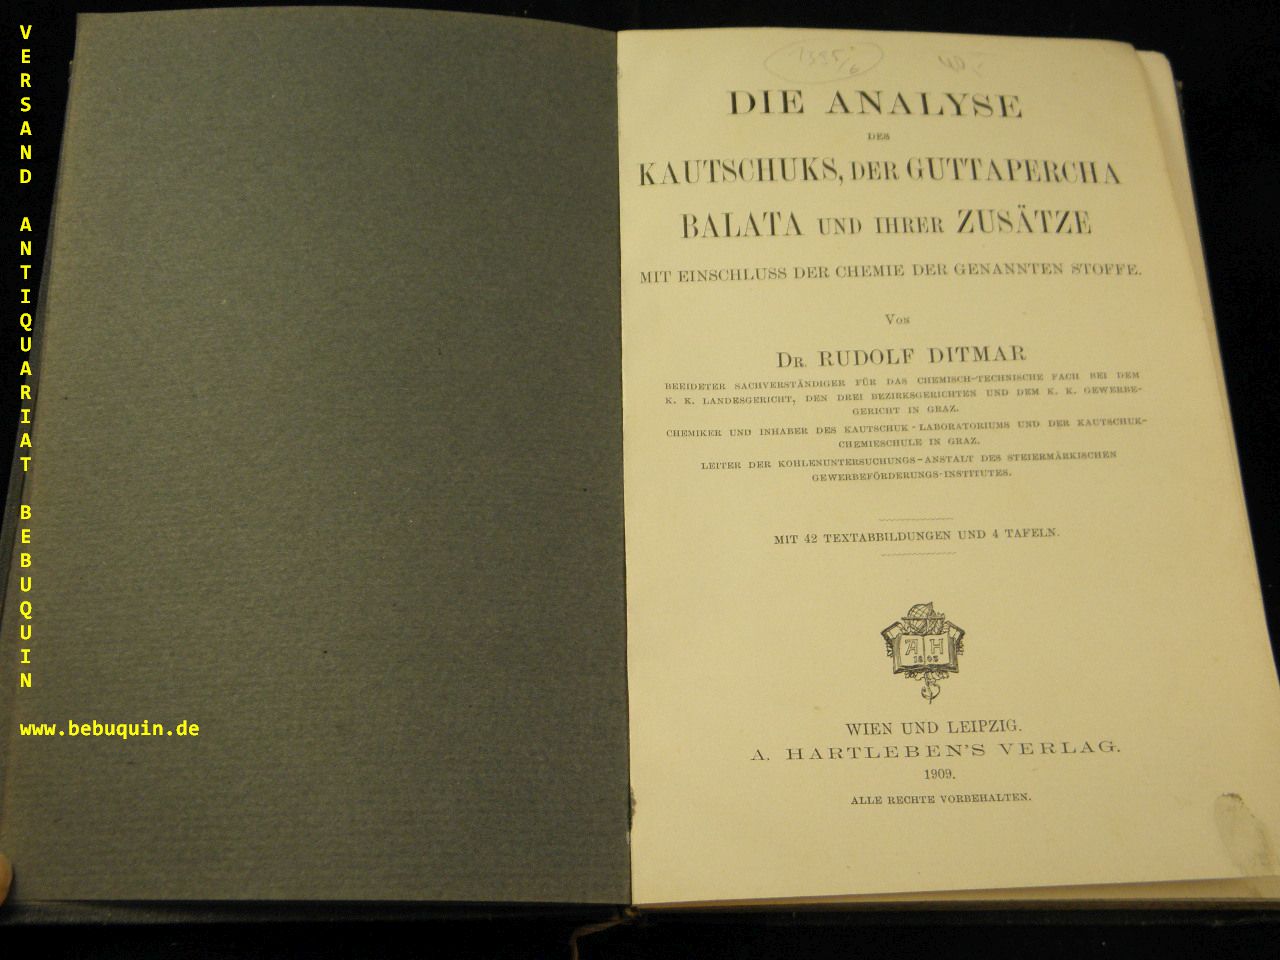 VERSAND ANTIQUARIAT BEBUQUIN
www.bebuquin.de
DIE ANALYSE
DES
KAUTSCHUKS, DER GUTTAPERCHA
BALATA UND IHRER ZUSÄTZE
MIT EINSCHLUSS DER CHEMIE DER GENANNTEN STOFFE.
VON
DR. RUDOLF DITMAR
BEEIDETER SACHVERSTÄNDIGER FÜR DAS CHEMISCH-TECHNISCHE FACH BEI DEM
K. K. LANDESGERICHT, DEN DREI BEZIRKSGERICHTEN UND DEM K. K. GEWERBE-
GERICHT IN GRAZ.
CHEMIKER UND INHABER DES KAUTSCHUK-LABORATORIUMS UND DER KAUTSCHUK-
CHEMIESCHULE IN GRAZ.
LEITER DER KOHLENUNTERSUCHUNGS-ANSTALT DES STEIERMÄRKISCHEN
GEWERBEFÖRDERUNGS-INSTITUTES.
MIT 42 TEXTABBILDUNGEN UND 4 TAFELN.
A H
18 03
WIEN UND LEIPZIG.
A. HARTLEBEN'S VERLAG.
1909.
ALLE RECHTE VORBEHALTEN.